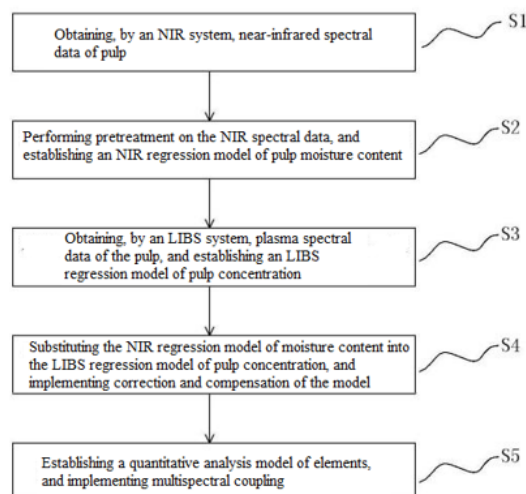 Obtaining, by an NIR system, near-infrared spectral
data of pulp
S1
Performing pretreatment on the NIR spectral data, and
establishing an NIR regression model of pulp moisture content
S2
Obtaining, by an LIBS system, plasma spectral
data of the pulp, and establishing an LIBS
regression model of pulp concentration
S3
Substituting the NIR regression model of moisture content into
the LIBS regression model of pulp concentration, and
implementing correction and compensation of the model
S4
Establishing a quantitative analysis model of elements,
and implementing multispectral coupling
S5